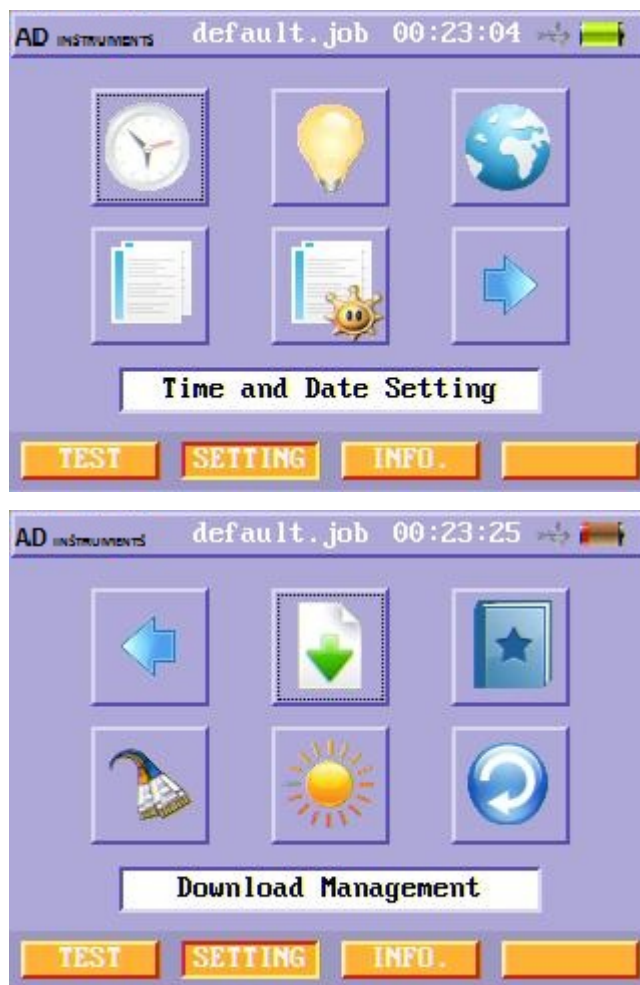 AD INSTRUMENTS default.job 00:23:04
Time and Date Setting
TEST SETTING INFO.
AD INSTRUMENTS default.job 00:23:25
Download Management
TEST SETTING INFO.